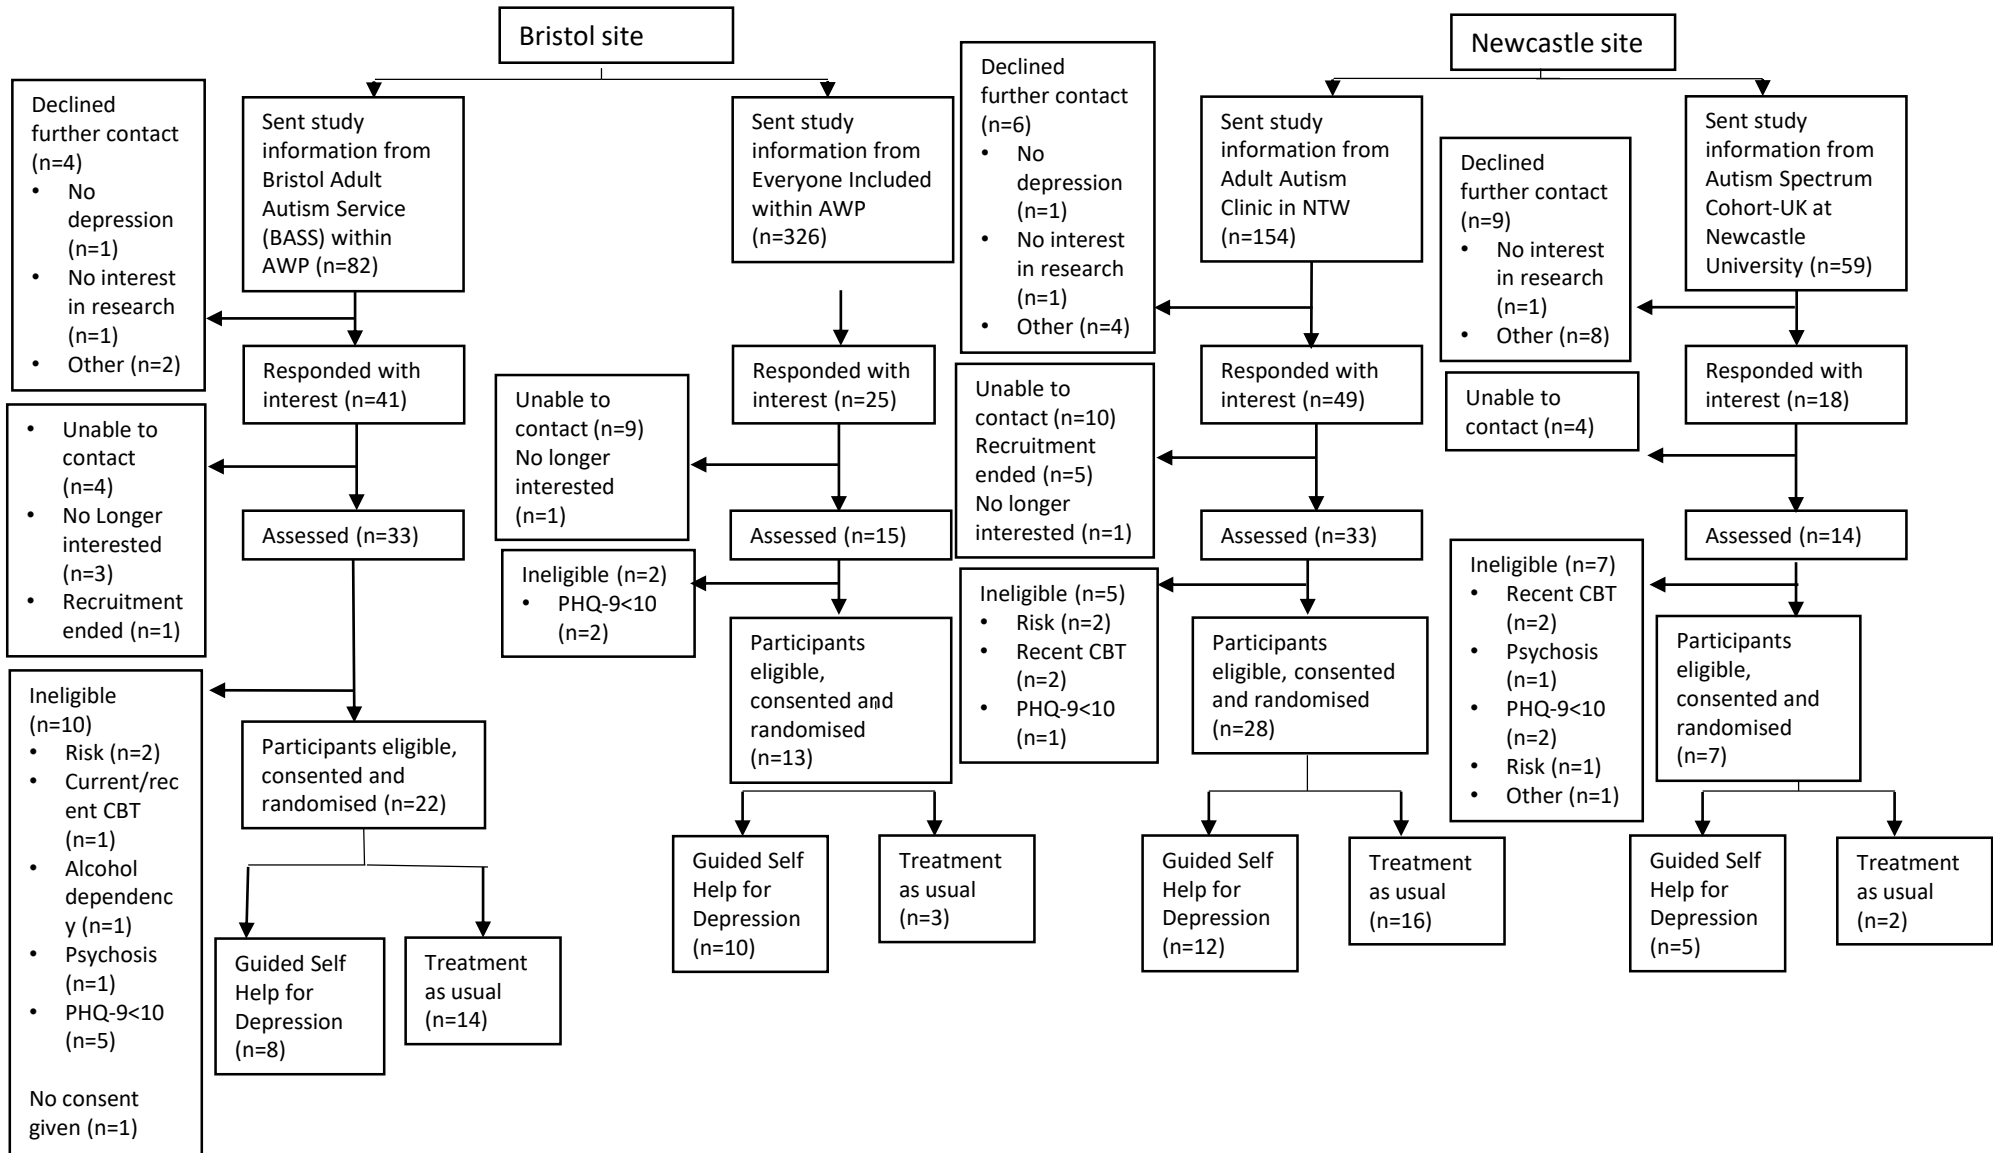 Bristol site
Newcastle site
Declined
further contact
(n=4)
• No
depression
(n=1)
• No interest
in research
(n=1)
• Other (n=2)
Sent study
information from
Bristol Adult
Autism Service
(BASS) within
AWP (n=82)
Sent study
information from
Everyone Included
within AWP
(n=326)
Declined
further contact
(n=6)
• No
depression
(n=1)
• No interest
in research
(n=1)
• Other (n=4)
Sent study
information from
Adult Autism
Clinic in NTW
(n=154)
Declined
further contact
(n=9)
• No interest
in research
(n=1)
• Other (n=8)
Sent study
information from
Autism Spectrum
Cohort-UK at
Newcastle
University (n=59)
Responded with
interest (n=41)
Responded with
interest (n=25)
Responded with
interest (n=49)
Responded with
interest (n=18)
• Unable to
contact
(n=4)
• No Longer
interested
(n=3)
• Recruitment
ended (n=1)
Unable to
contact (n=9)
No longer
interested
(n=1)
Unable to
contact (n=10)
Recruitment
ended (n=5)
No longer
interested (n=1)
Unable to
contact (n=4)
Assessed (n=33)
Assessed (n=15)
Assessed (n=33)
Assessed (n=14)
Ineligible
(n=10)
• Risk (n=2)
• Current/rec
ent CBT
(n=1)
• Alcohol
dependenc
y (n=1)
• Psychosis
(n=1)
• PHQ-9<10
(n=5)
No consent
given (n=1)
Ineligible (n=2)
• PHQ-9<10
(n=2)
Ineligible (n=5)
• Risk (n=2)
• Recent CBT
(n=2)
• PHQ-9<10
(n=1)
Ineligible (n=7)
• Recent CBT
(n=2)
• Psychosis
(n=1)
• PHQ-9<10
(n=2)
• Risk (n=1)
• Other (n=1)
Participants eligible,
consented and
randomised (n=22)
Participants
eligible,
consented and
randomised
(n=13)
Participants
eligible, consented
and randomised
(n=28)
Participants
eligible,
consented and
randomised
(n=7)
Guided Self
Help for
Depression
(n=8)
Treatment
as usual
(n=14)
Guided Self
Help for
Depression
(n=10)
Treatment
as usual
(n=3)
Guided Self
Help for
Depression
(n=12)
Treatment
as usual
(n=16)
Guided Self
Help for
Depression
(n=5)
Treatment
as usual
(n=2)